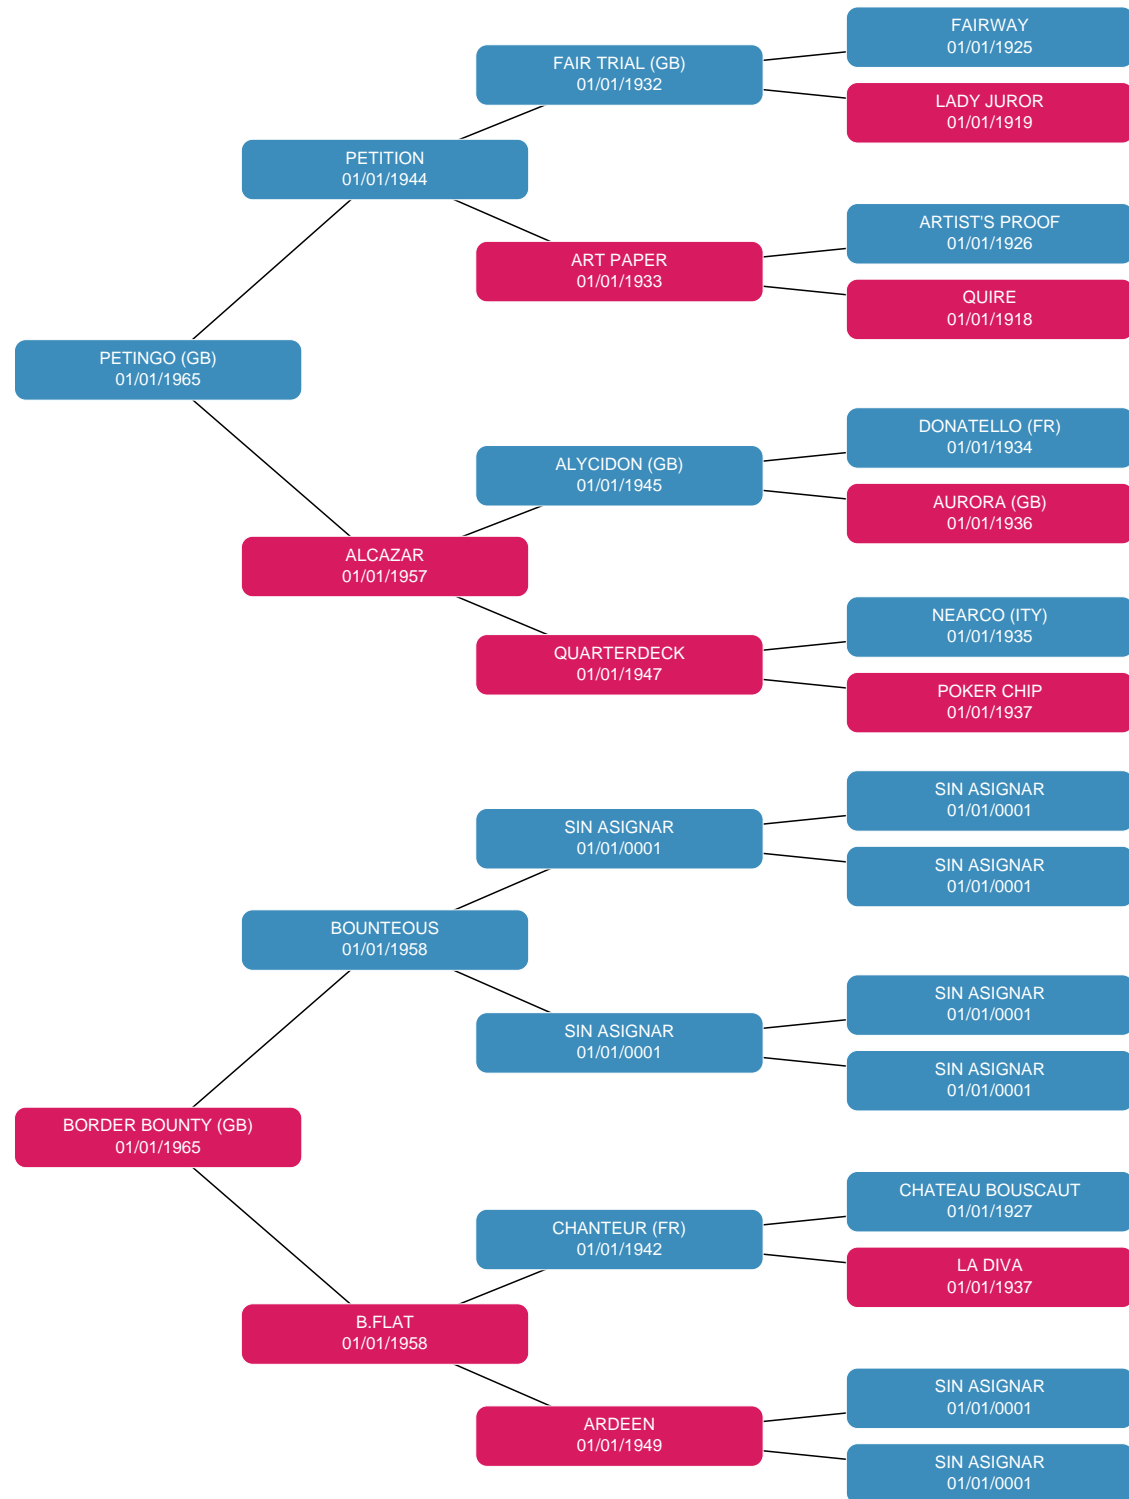 FAIRWAY
01/01/1925
FAIR TRIAL (GB)
01/01/1932
LADY JUROR
01/01/1919
PETITION
01/01/1944
ARTIST'S PROOF
01/01/1926
ART PAPER
01/01/1933
QUIRE
01/01/1918
PETINGO (GB)
01/01/1965
DONATELLO (FR)
01/01/1934
ALYCIDON (GB)
01/01/1945
AURORA (GB)
01/01/1936
ALCAZAR
01/01/1957
NEARCO (ITY)
01/01/1935
QUARTERDECK
01/01/1947
POKER CHIP
01/01/1937
SIN ASIGNAR
01/01/0001
SIN ASIGNAR
01/01/0001
SIN ASIGNAR
01/01/0001
BOUNTEOUS
01/01/1958
SIN ASIGNAR
01/01/0001
SIN ASIGNAR
01/01/0001
SIN ASIGNAR
01/01/0001
BORDER BOUNTY (GB)
01/01/1965
CHATEAU BOUSCAUT
01/01/1927
CHANTEUR (FR)
01/01/1942
LA DIVA
01/01/1937
B.FLAT
01/01/1958
SIN ASIGNAR
01/01/0001
ARDEEN
01/01/1949
SIN ASIGNAR
01/01/0001